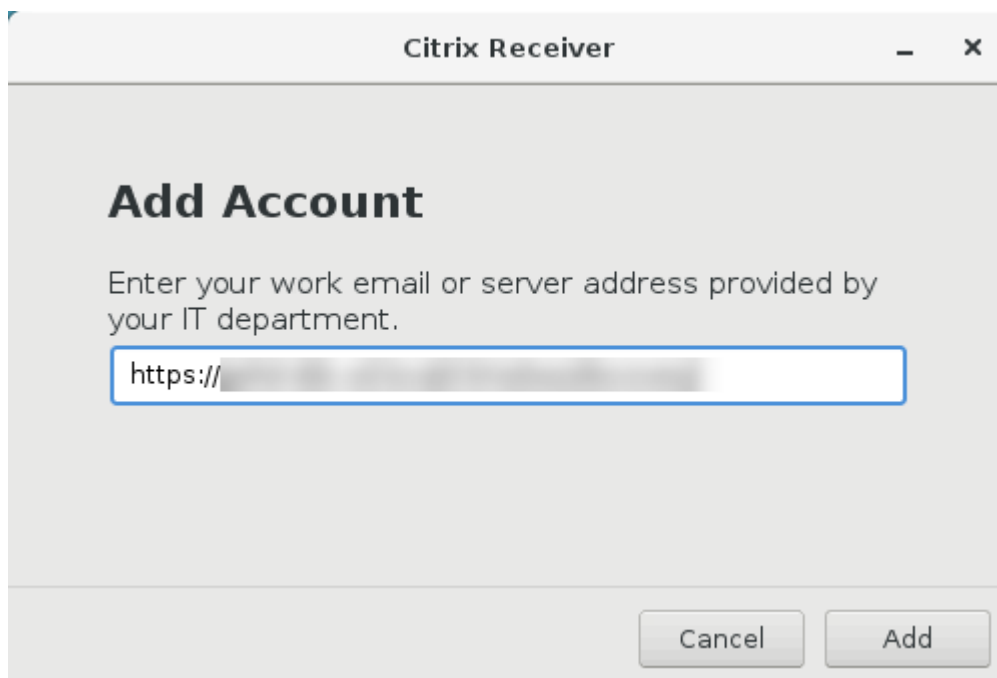 Citrix Receiver
Add Account
Enter your work email or server address provided by
your IT department.
https://
Cancel
Add